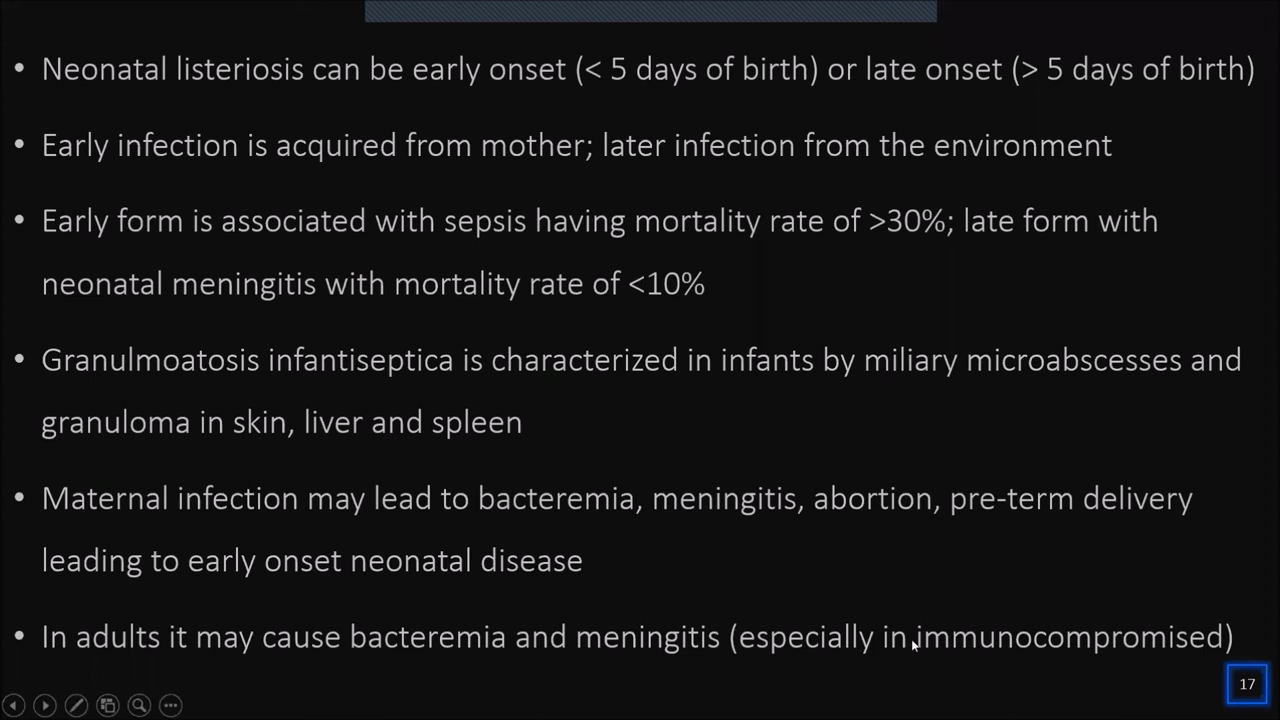 • Neonatal listeriosis can be early onset (< 5 days of birth) or late onset (> 5 days of birth)
• Early infection is acquired from mother; later infection from the environment
• Early form is associated with sepsis having mortality rate of >30%; late form with
neonatal meningitis with mortality rate of <10%
• Granulmoatosis infantiseptica is characterized in infants by miliary microabscesses and
granuloma in skin, liver and spleen
• Maternal infection may lead to bacteremia, meningitis, abortion, pre-term delivery
leading to early onset neonatal disease
• In adults it may cause bacteremia and meningitis (especially in immunocompromised)
17